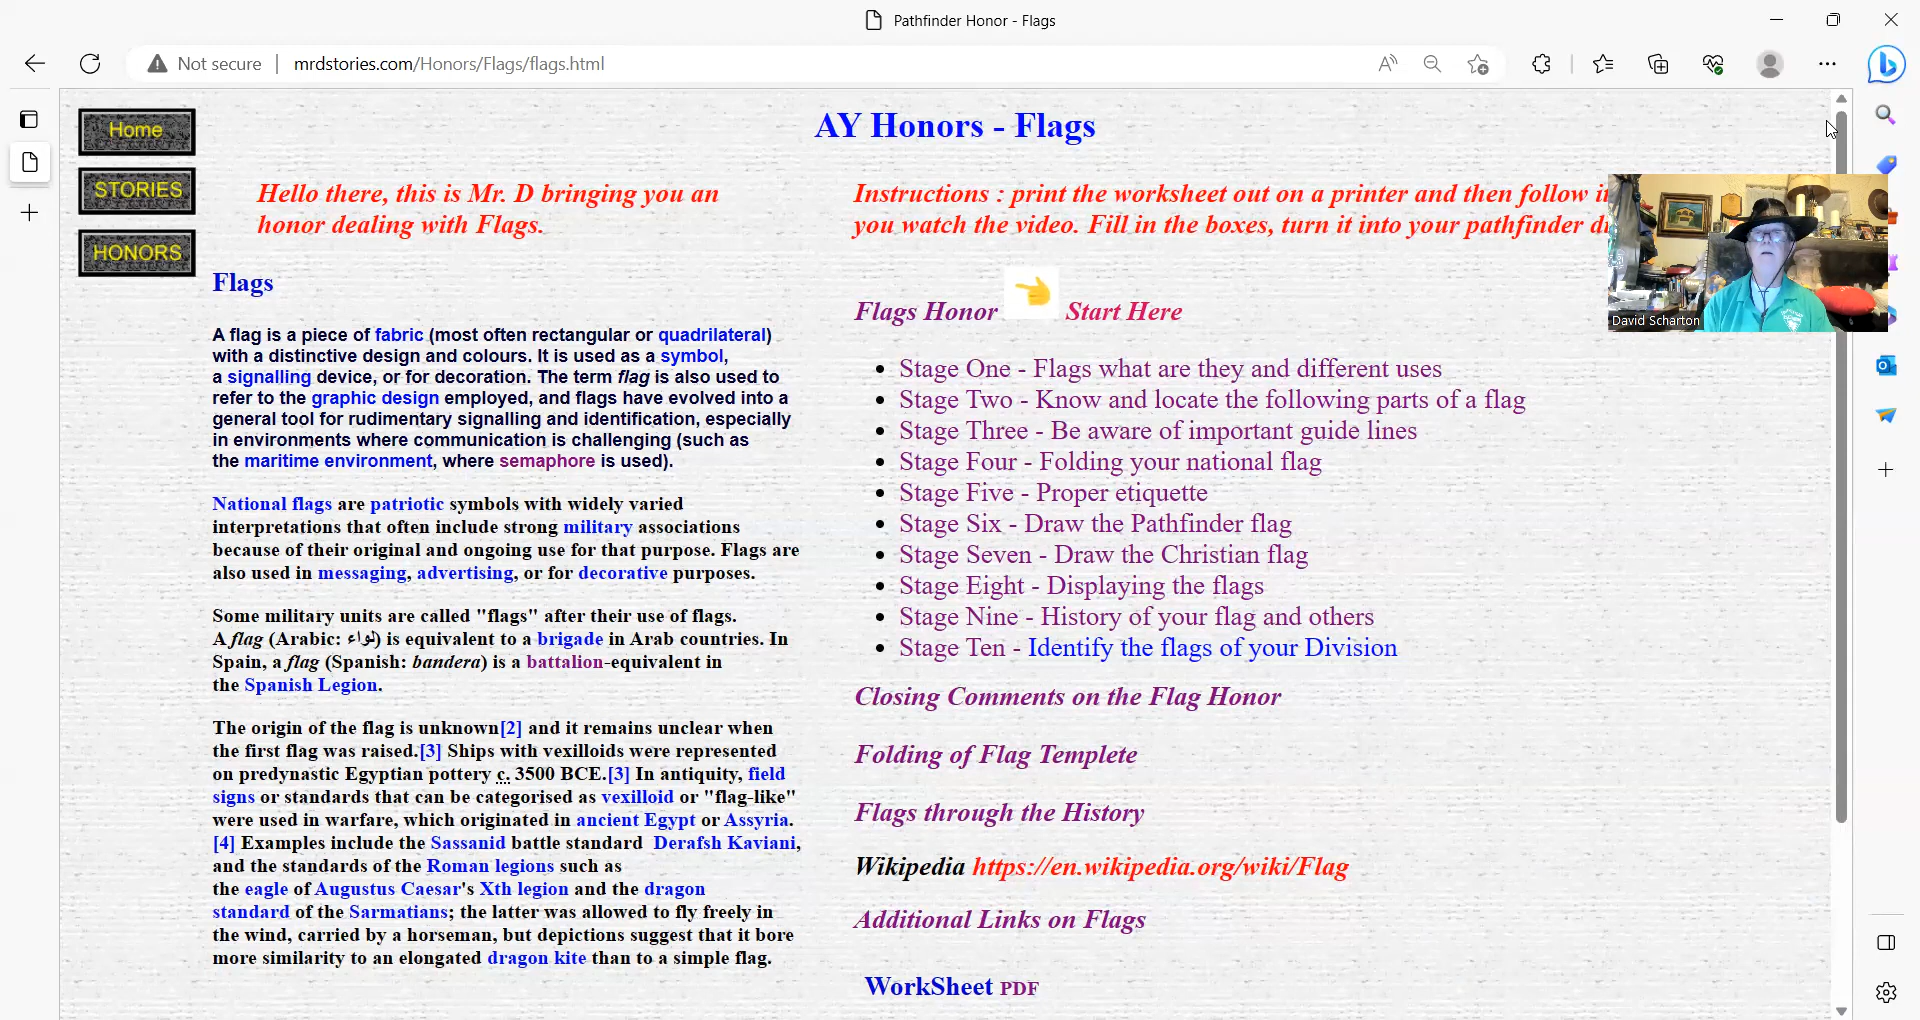 Pathfinder Honor - Flags
Not secure
mrdstories.com/Honors/Flags/flags.html
Home
STORIES
HONORS
AY Honors - Flags
Hello there, this is Mr. D bringing you an
honor dealing with Flags.
Instructions : print the worksheet out on a printer and then follow
you watch the video. Fill in the boxes, turn it into your pathfinder
David Scharton
Flags
A flag is a piece of fabric (most often rectangular or quadrilateral)
with a distinctive design and colours. It is used as a symbol,
a signalling device, or for decoration. The term flag is also used to
refer to the graphic design employed, and flags have evolved into a
general tool for rudimentary signalling and identification, especially
in environments where communication is challenging (such as
the maritime environment, where semaphore is used).
National flags are patriotic symbols with widely varied
interpretations that often include strong military associations
because of their original and ongoing use for that purpose. Flags are
also used in messaging, advertising, or for decorative purposes.
Some military units are called "flags" after their use of flags.
A flag (Arabic: لواء) is equivalent to a brigade in Arab countries. In
Spain, a flag (Spanish: bandera) is a battalion-equivalent in
the Spanish Legion.
The origin of the flag is unknown[2] and it remains unclear when
the first flag was raised.[3] Ships with vexilloids were represented
on predynastic Egyptian pottery c. 3500 BCE.[3] In antiquity, field
signs or standards that can be categorised as vexilloid or "flag-like"
were used in warfare, which originated in ancient Egypt or Assyria.
[4] Examples include the Sassanid battle standard Derafsh Kaviani,
and the standards of the Roman legions such as
the eagle of Augustus Caesar's Xth legion and the dragon
standard of the Sarmatians; the latter was allowed to fly freely in
the wind, carried by a horseman, but depictions suggest that it bore
more similarity to an elongated dragon kite than to a simple flag.
Flags Honor Start Here
Stage One - Flags what are they and different uses
Stage Two - Know and locate the following parts of a flag
Stage Three - Be aware of important guide lines
Stage Four - Folding your national flag
Stage Five - Proper etiquette
Stage Six - Draw the Pathfinder flag
Stage Seven - Draw the Christian flag
Stage Eight - Displaying the flags
Stage Nine - History of your flag and others
Stage Ten - Identify the flags of your Division
Closing Comments on the Flag Honor
Folding of Flag Templete
Flags through the History
Wikipedia https://en.wikipedia.org/wiki/Flag
Additional Links on Flags
WorkSheet PDF